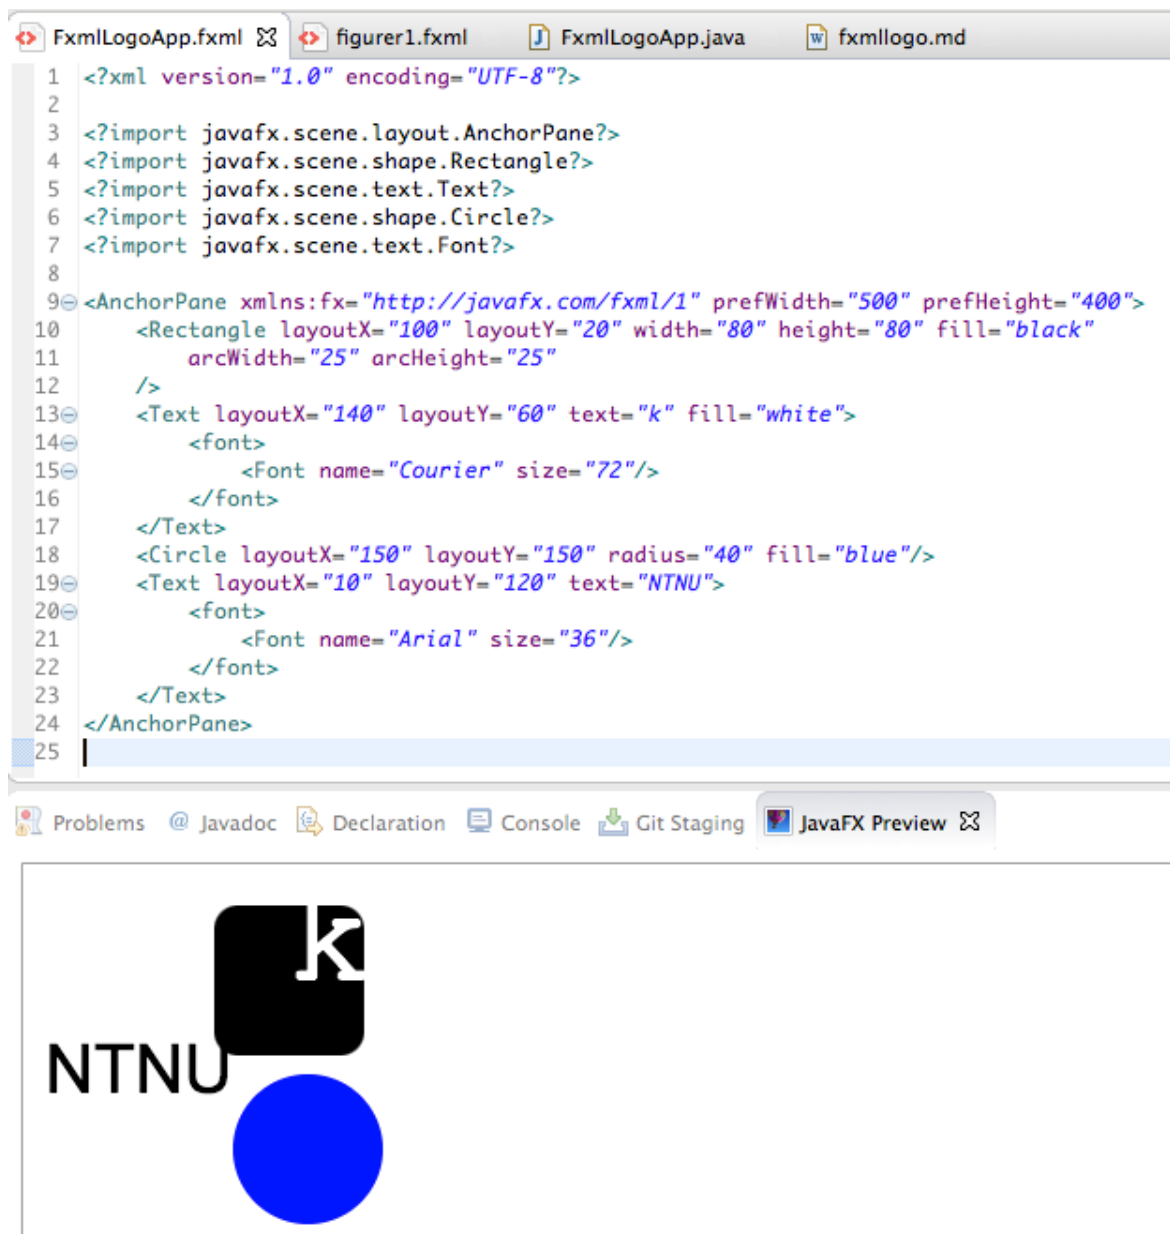 FxmlLogoApp.fxml figurer1.fxml FxmlLogoApp.java fxmllogo.md
1 <?xml version="1.0" encoding="UTF-8"?>
2
3 <?import javafx.scene.layout.AnchorPane?>
4 <?import javafx.scene.shape.Rectangle?>
5 <?import javafx.scene.text.Text?>
6 <?import javafx.scene.shape.Circle?>
7 <?import javafx.scene.text.Font?>
8
9 <AnchorPane xmlns:fx="http://javafx.com/fxml/1" prefWidth="500" prefHeight="400">
10     <Rectangle layoutX="100" layoutY="20" width="80" height="80" fill="black"
11         arcWidth="25" arcHeight="25"
12     />
13     <Text layoutX="140" layoutY="60" text="k" fill="white">
14         <font>
15             <Font name="Courier" size="72"/>
16         </font>
17     </Text>
18     <Circle layoutX="150" layoutY="150" radius="40" fill="blue"/>
19     <Text layoutX="10" layoutY="120" text="NTNU">
20         <font>
21             <Font name="Arial" size="36"/>
22         </font>
23     </Text>
24 </AnchorPane>
25
Problems @ Javadoc Declaration Console Git Staging JavaFX Preview
k
NTNU